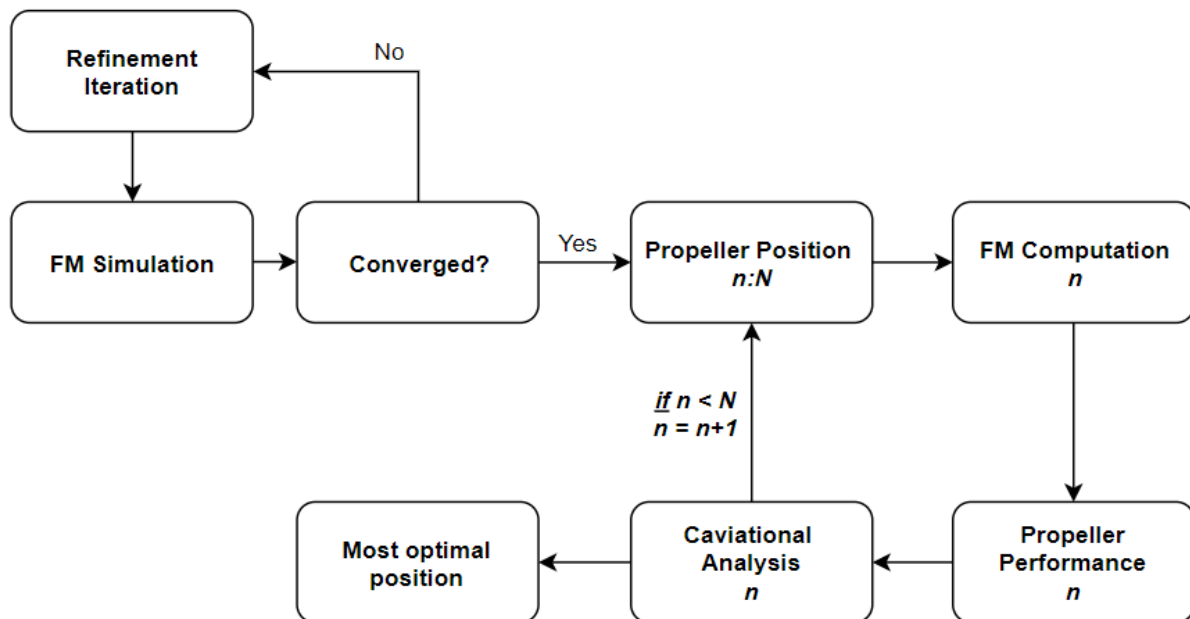 No
Refinement
Iteration
FM Simulation
Converged?
Yes
Propeller Position
n:N
FM Computation
n
if n < N
n = n+1
Most optimal
position
Caviational
Analysis
n
Propeller
Performance
n